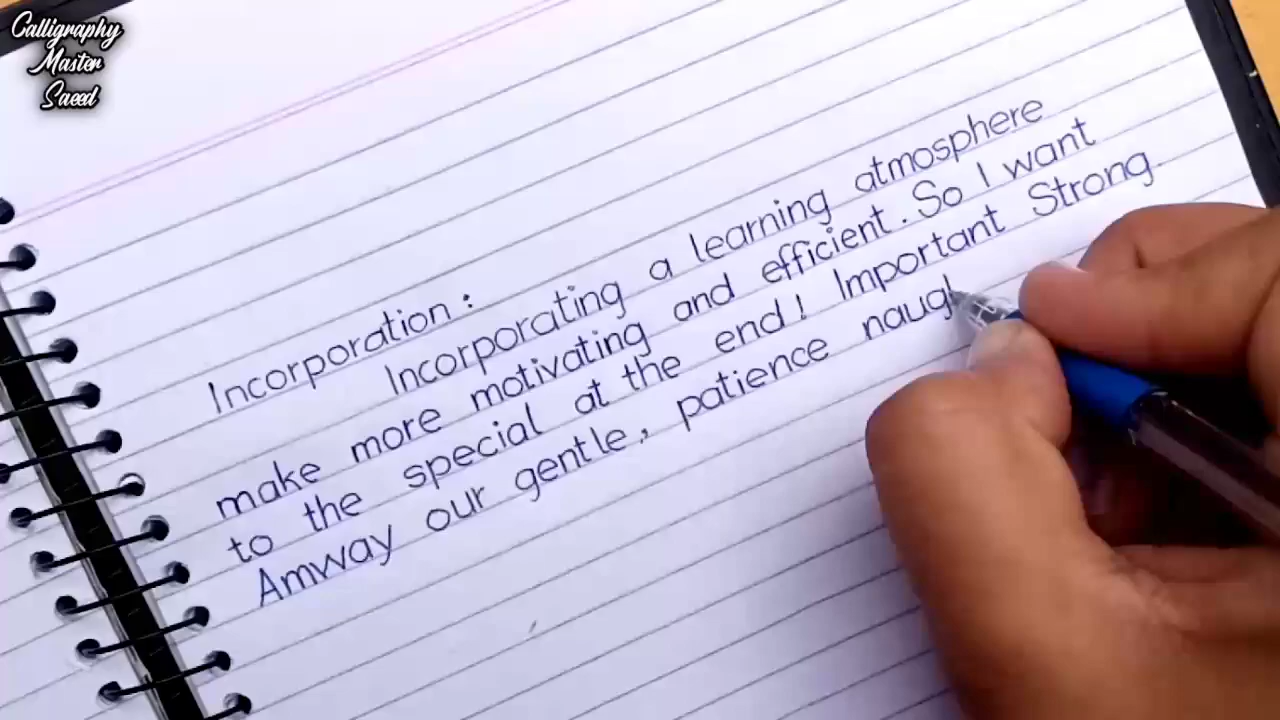 Calligraphy
Master
Saeed
Incorporation :
Incorporating a learning atmosphere
make more motivating and efficient. So I want
to the special at the end! Important Strong
Amway our gentle, patience naugh